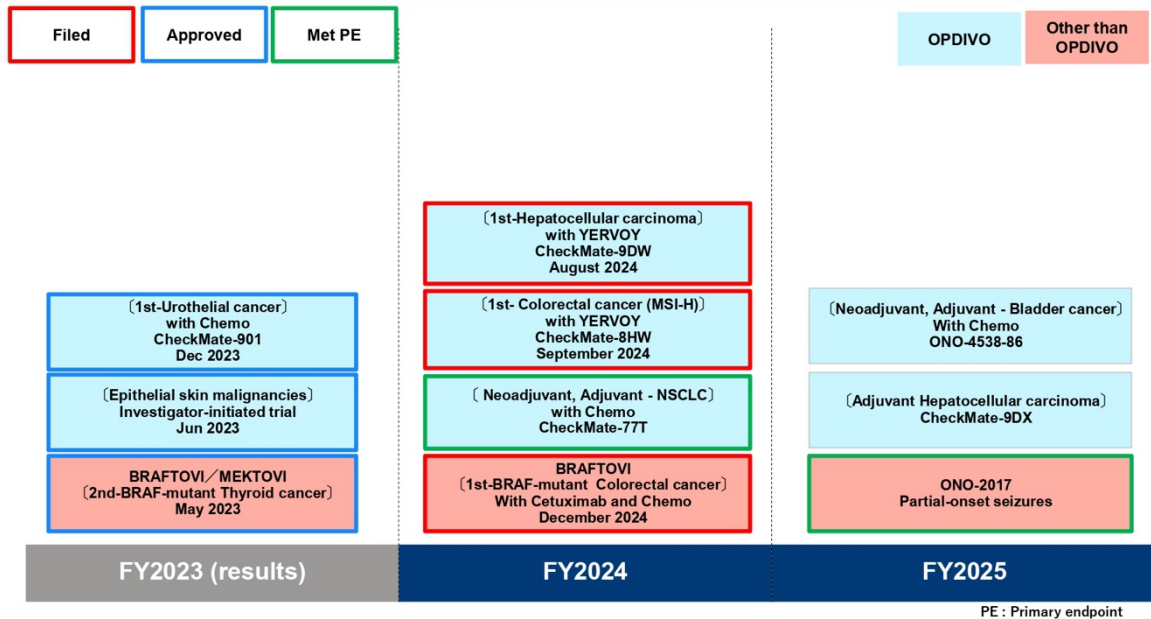 Filed
Approved
Met PE
OPDIVO
Other than
OPDIVO
〔1st-Urothelial cancer〕
with Chemo
CheckMate-901
Dec 2023
〔Epithelial skin malignancies〕
Investigator-initiated trial
Jun 2023
BRAFTOVI／MEKTOVI
〔2nd-BRAF-mutant Thyroid cancer〕
May 2023
〔1st-Hepatocellular carcinoma〕
with YERVOY
CheckMate-9DW
August 2024
〔1st- Colorectal cancer (MSI-H)〕
with YERVOY
CheckMate-8HW
September 2024
〔 Neoadjuvant, Adjuvant - NSCLC〕
with Chemo
CheckMate-77T
BRAFTOVI
〔1st-BRAF-mutant Colorectal cancer〕
With Cetuximab and Chemo
December 2024
〔Neoadjuvant, Adjuvant - Bladder cancer〕
With Chemo
ONO-4538-86
〔Adjuvant Hepatocellular carcinoma〕
CheckMate-9DX
ONO-2017
Partial-onset seizures
FY2023 (results)
FY2024
FY2025
PE : Primary endpoint